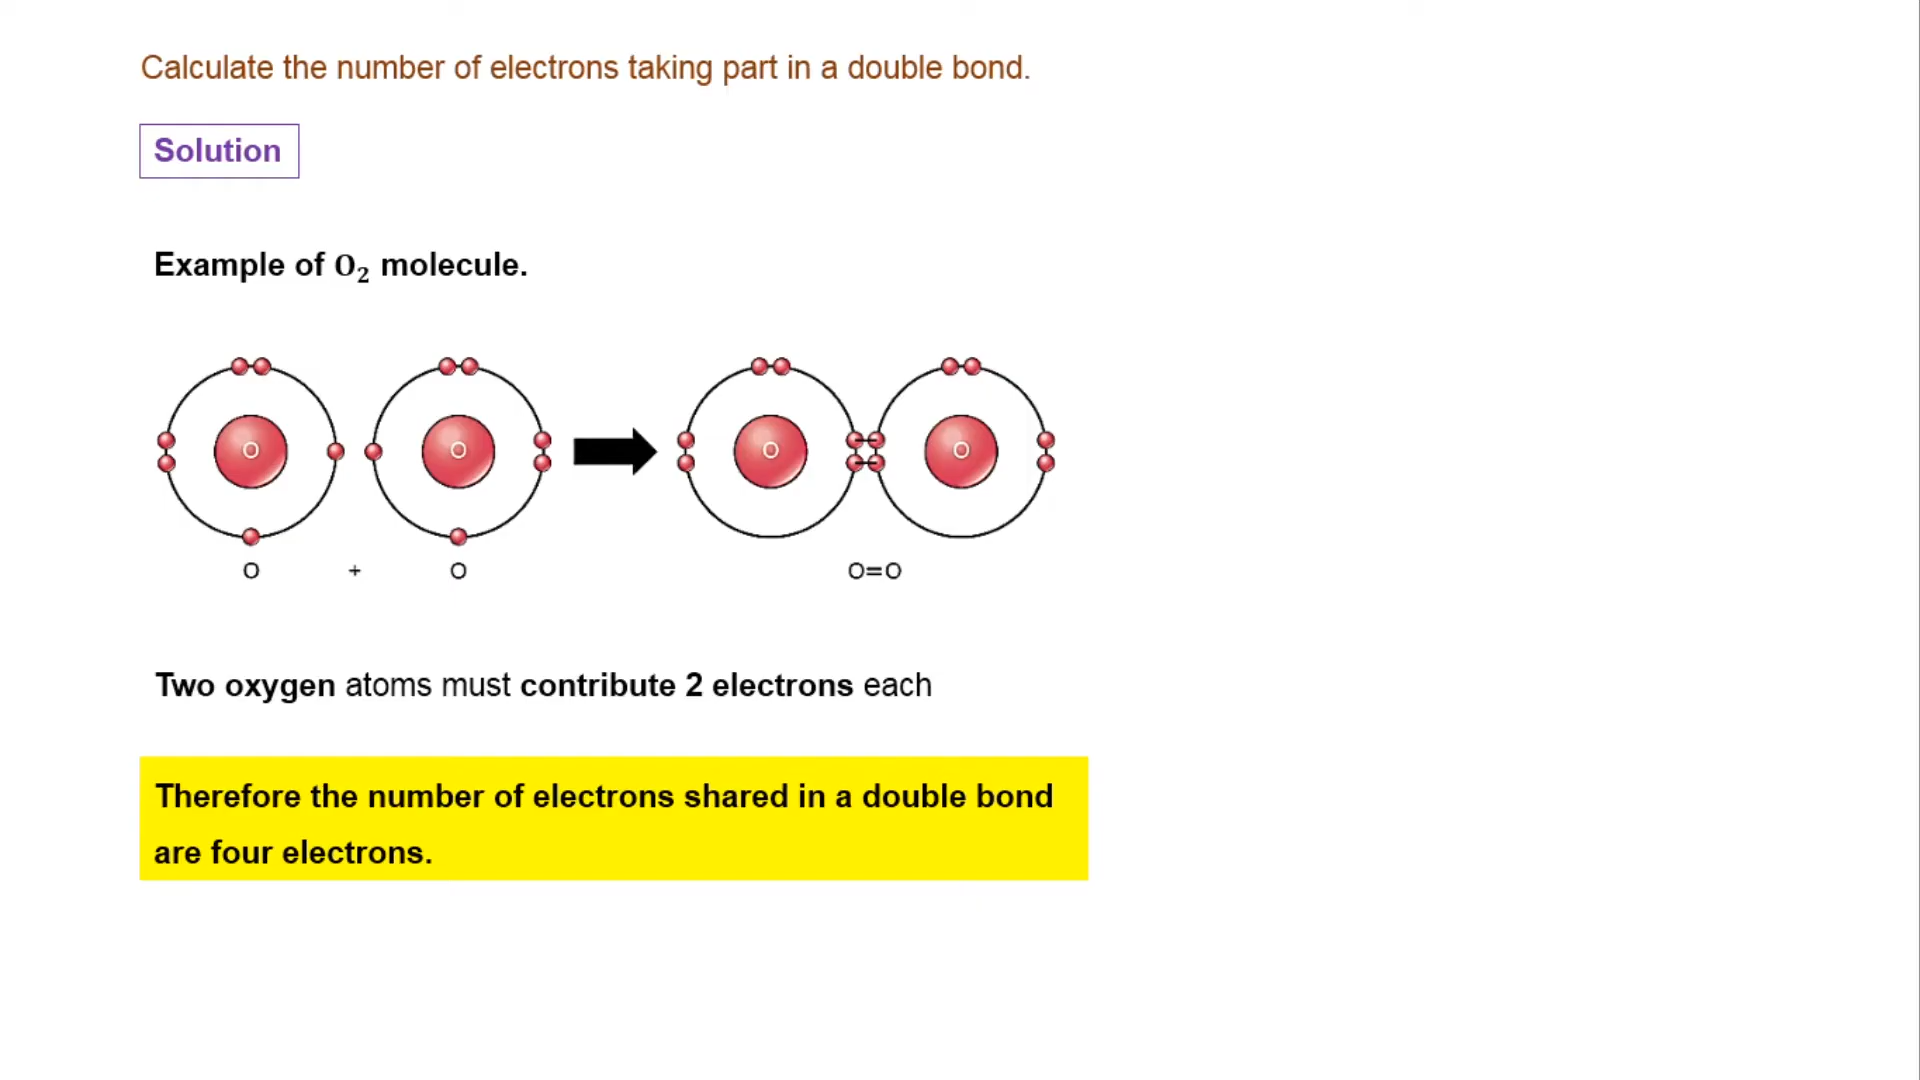 Calculate the number of electrons taking part in a double bond.
Solution
Example of O₂ molecule.
O O O O
O + O O=O
Two oxygen atoms must contribute 2 electrons each
Therefore the number of electrons shared in a double bond
are four electrons.